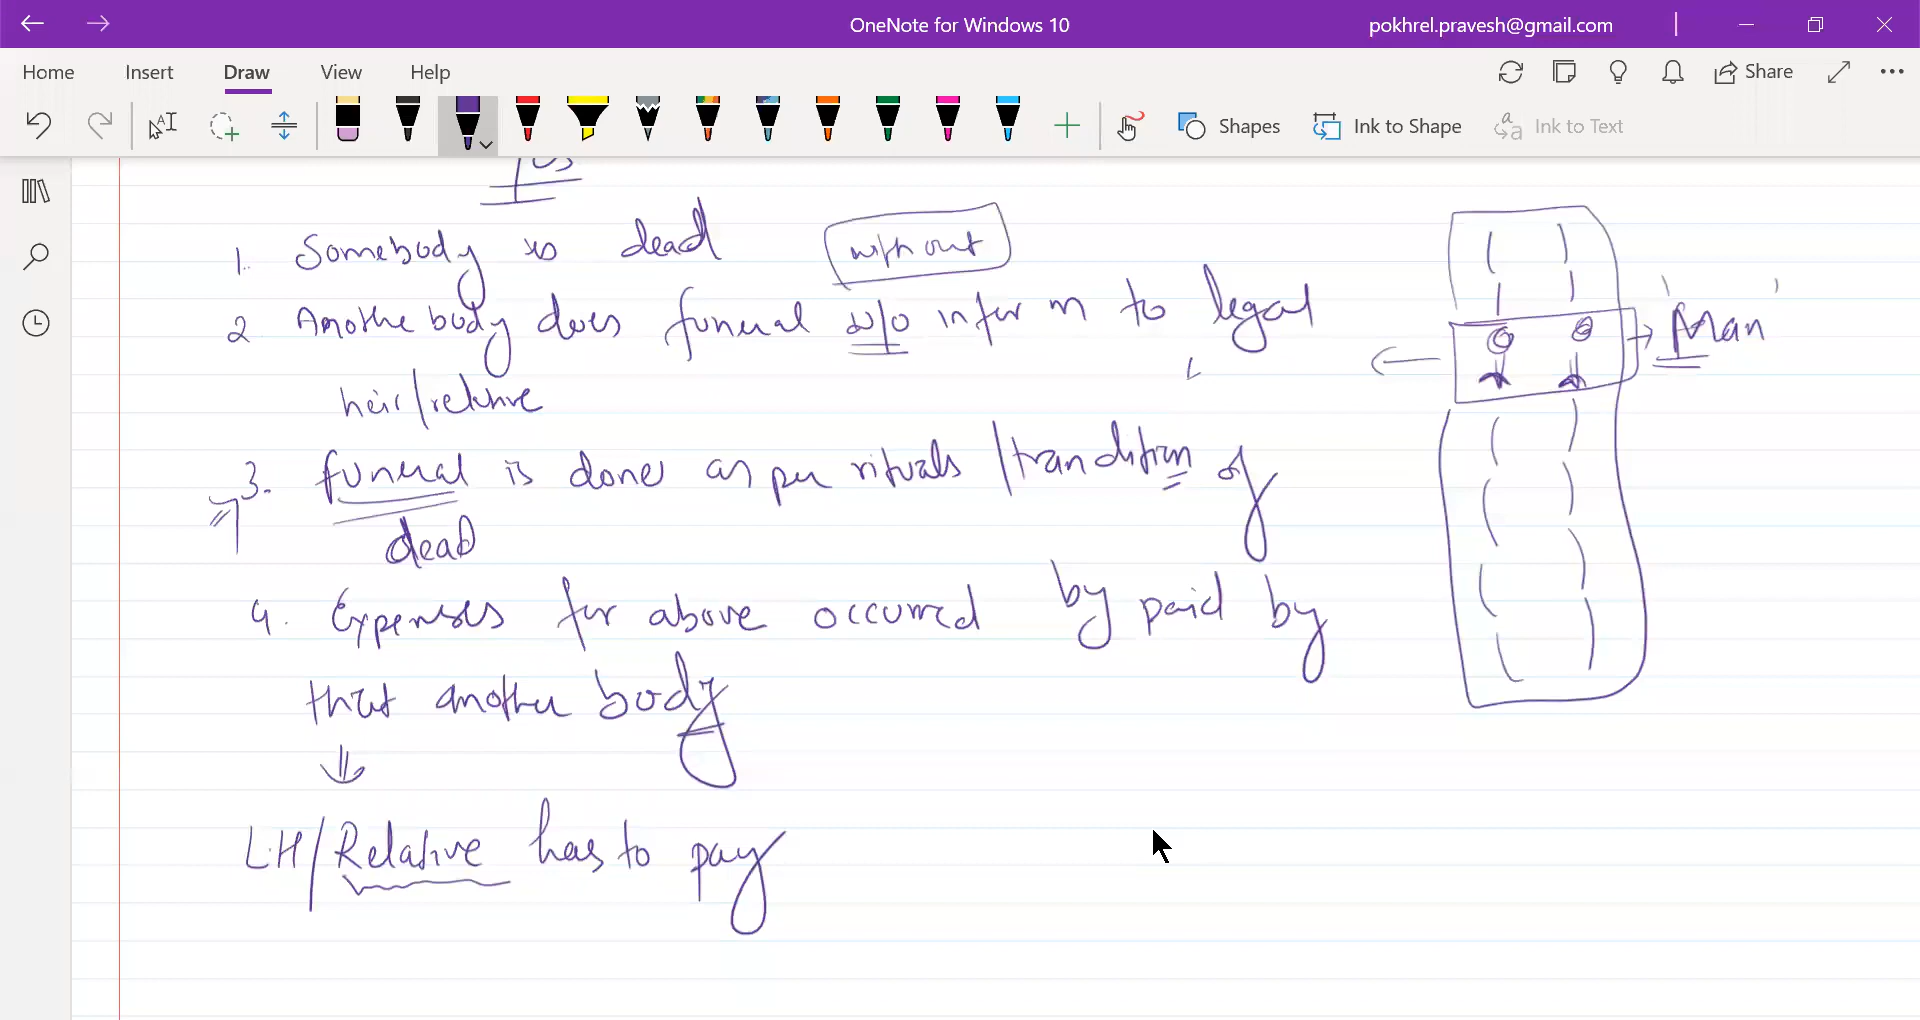 OneNote for Windows 10
pokhrel.pravesh@gmail.com
Home Insert Draw View Help
Share
Shapes Ink to Shape Ink to Text
1. Somebody is dead without
2 Anothe body does funeral w/o inform to legal
heir/relative
3. funeral is done as per rituals /trandition of
dead
4. Expenses for above occurred by paid by
that another body
LH/Relative has to pay
'Man'